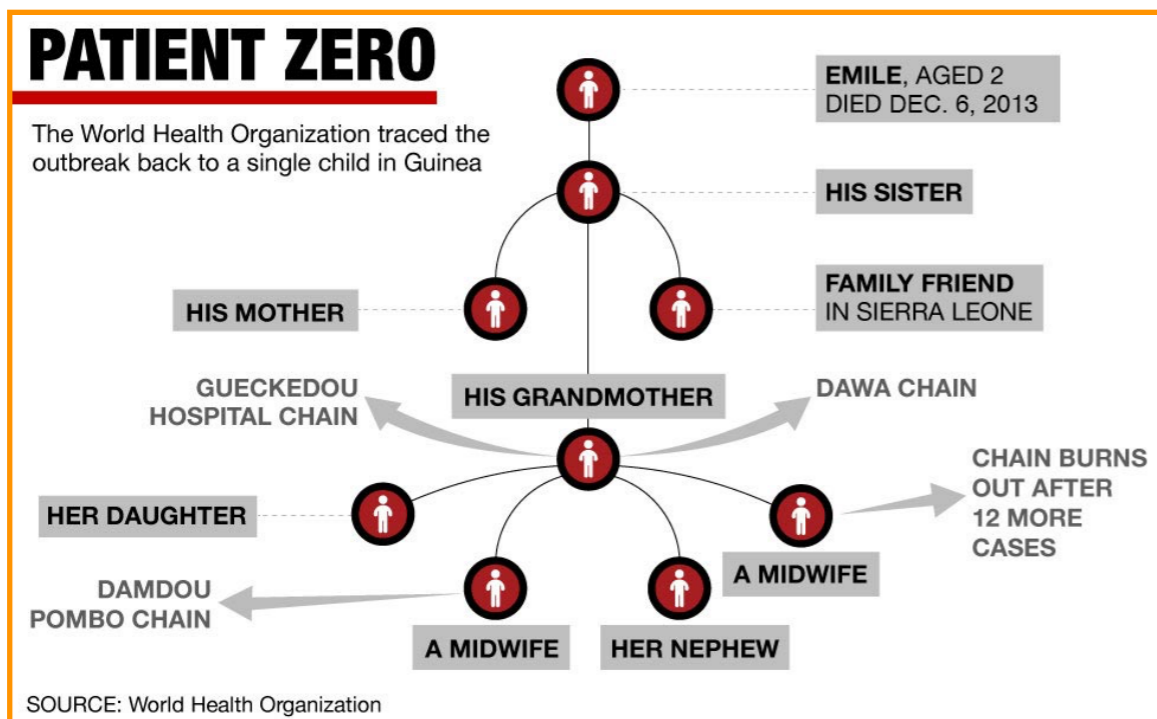 PATIENT ZERO
The World Health Organization traced the
outbreak back to a single child in Guinea
EMILE, AGED 2
DIED DEC. 6, 2013
HIS SISTER
HIS MOTHER
FAMILY FRIEND
IN SIERRA LEONE
GUECKEDOU
HOSPITAL CHAIN
HIS GRANDMOTHER
DAWA CHAIN
CHAIN BURNS
OUT AFTER
12 MORE
CASES
HER DAUGHTER
A MIDWIFE
DAMDOU
POMBO CHAIN
A MIDWIFE
HER NEPHEW
SOURCE: World Health Organization